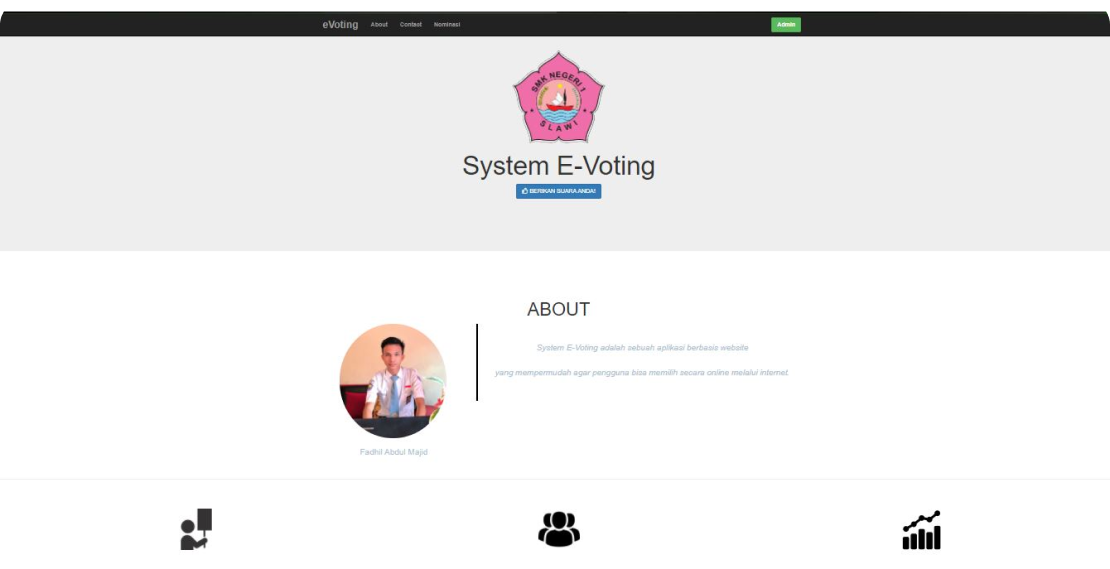 eVoting About Contact Nominasi Admin
SMK NEGERI 1
SLAWI
System E-Voting
BERIKAN SUARA ANDA!
ABOUT
System E-Voting adalah sebuah aplikasi berbasis website
yang mempermudah agar pengguna bisa memilih secara online melalui internet.
Fadhil Abdul Majid